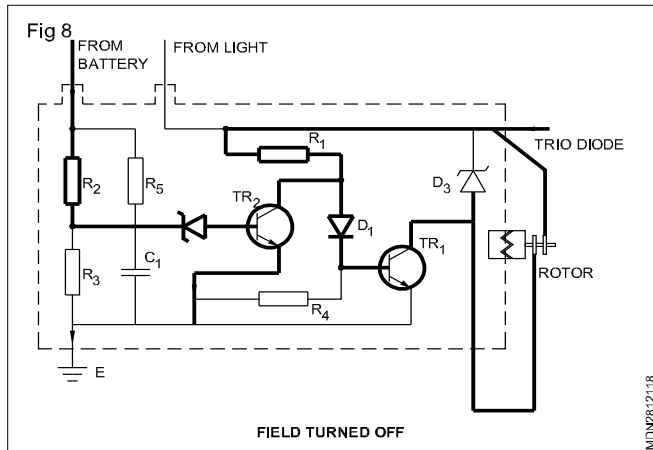 Fig 8
FROM
BATTERY
FROM LIGHT
TRIO DIODE
R1
R2
R5
TR2
D3
D1
TR1
ROTOR
R3
C1
R4
E
FIELD TURNED OFF
MDN2812118